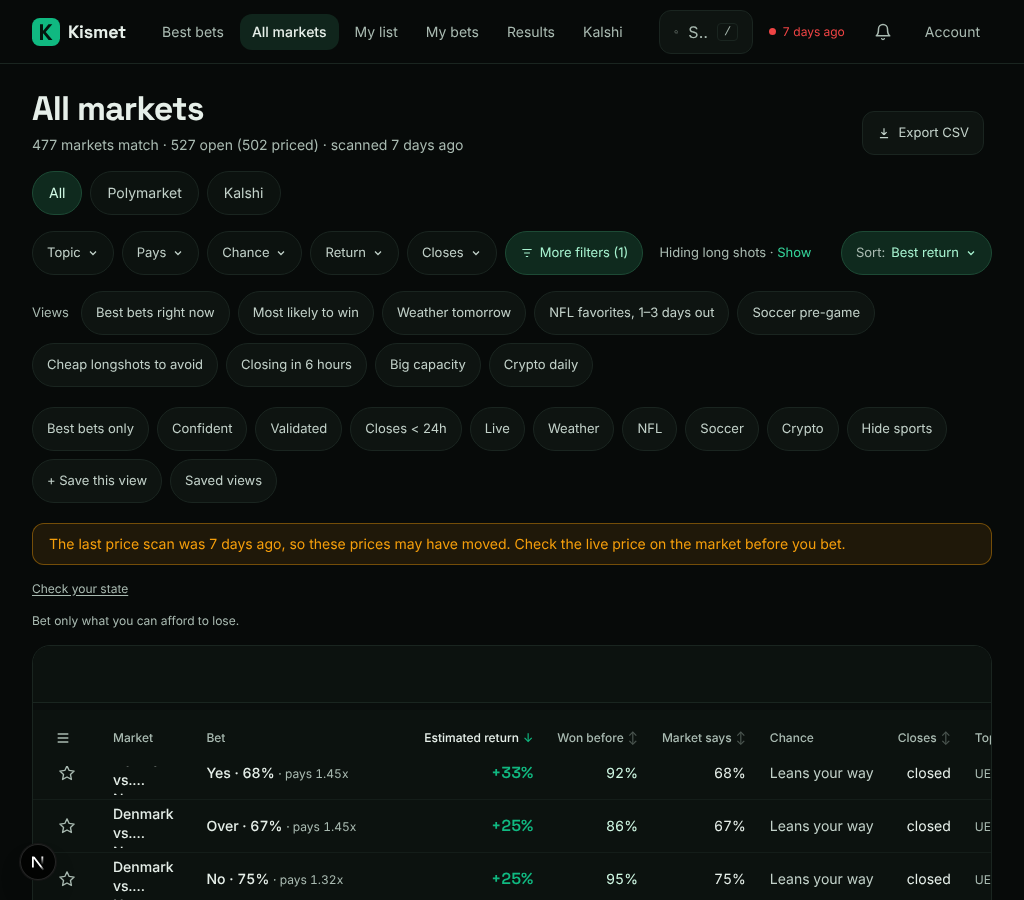 Kismet Best bets All markets My list My bets Results Kalshi S.. / 7 days ago Account
All markets
477 markets match · 527 open (502 priced) · scanned 7 days ago
Export CSV
All Polymarket Kalshi
Topic Pays Chance Return Closes More filters (1) Hiding long shots · Show Sort: Best return
Views Best bets right now Most likely to win Weather tomorrow NFL favorites, 1–3 days out Soccer pre-game
Cheap longshots to avoid Closing in 6 hours Big capacity Crypto daily
Best bets only Confident Validated Closes < 24h Live Weather NFL Soccer Crypto Hide sports
+ Save this view Saved views
The last price scan was 7 days ago, so these prices may have moved. Check the live price on the market before you bet.
Check your state
Bet only what you can afford to lose.
Market Bet Estimated return ↓ Won before Market says Chance Closes
vs.... Yes · 68% · pays 1.45x +33% 92% 68% Leans your way closed UE
Denmark
vs.... Over · 67% · pays 1.45x +25% 86% 67% Leans your way closed UE
Denmark
vs.... No · 75% · pays 1.32x +25% 95% 75% Leans your way closed UE
N